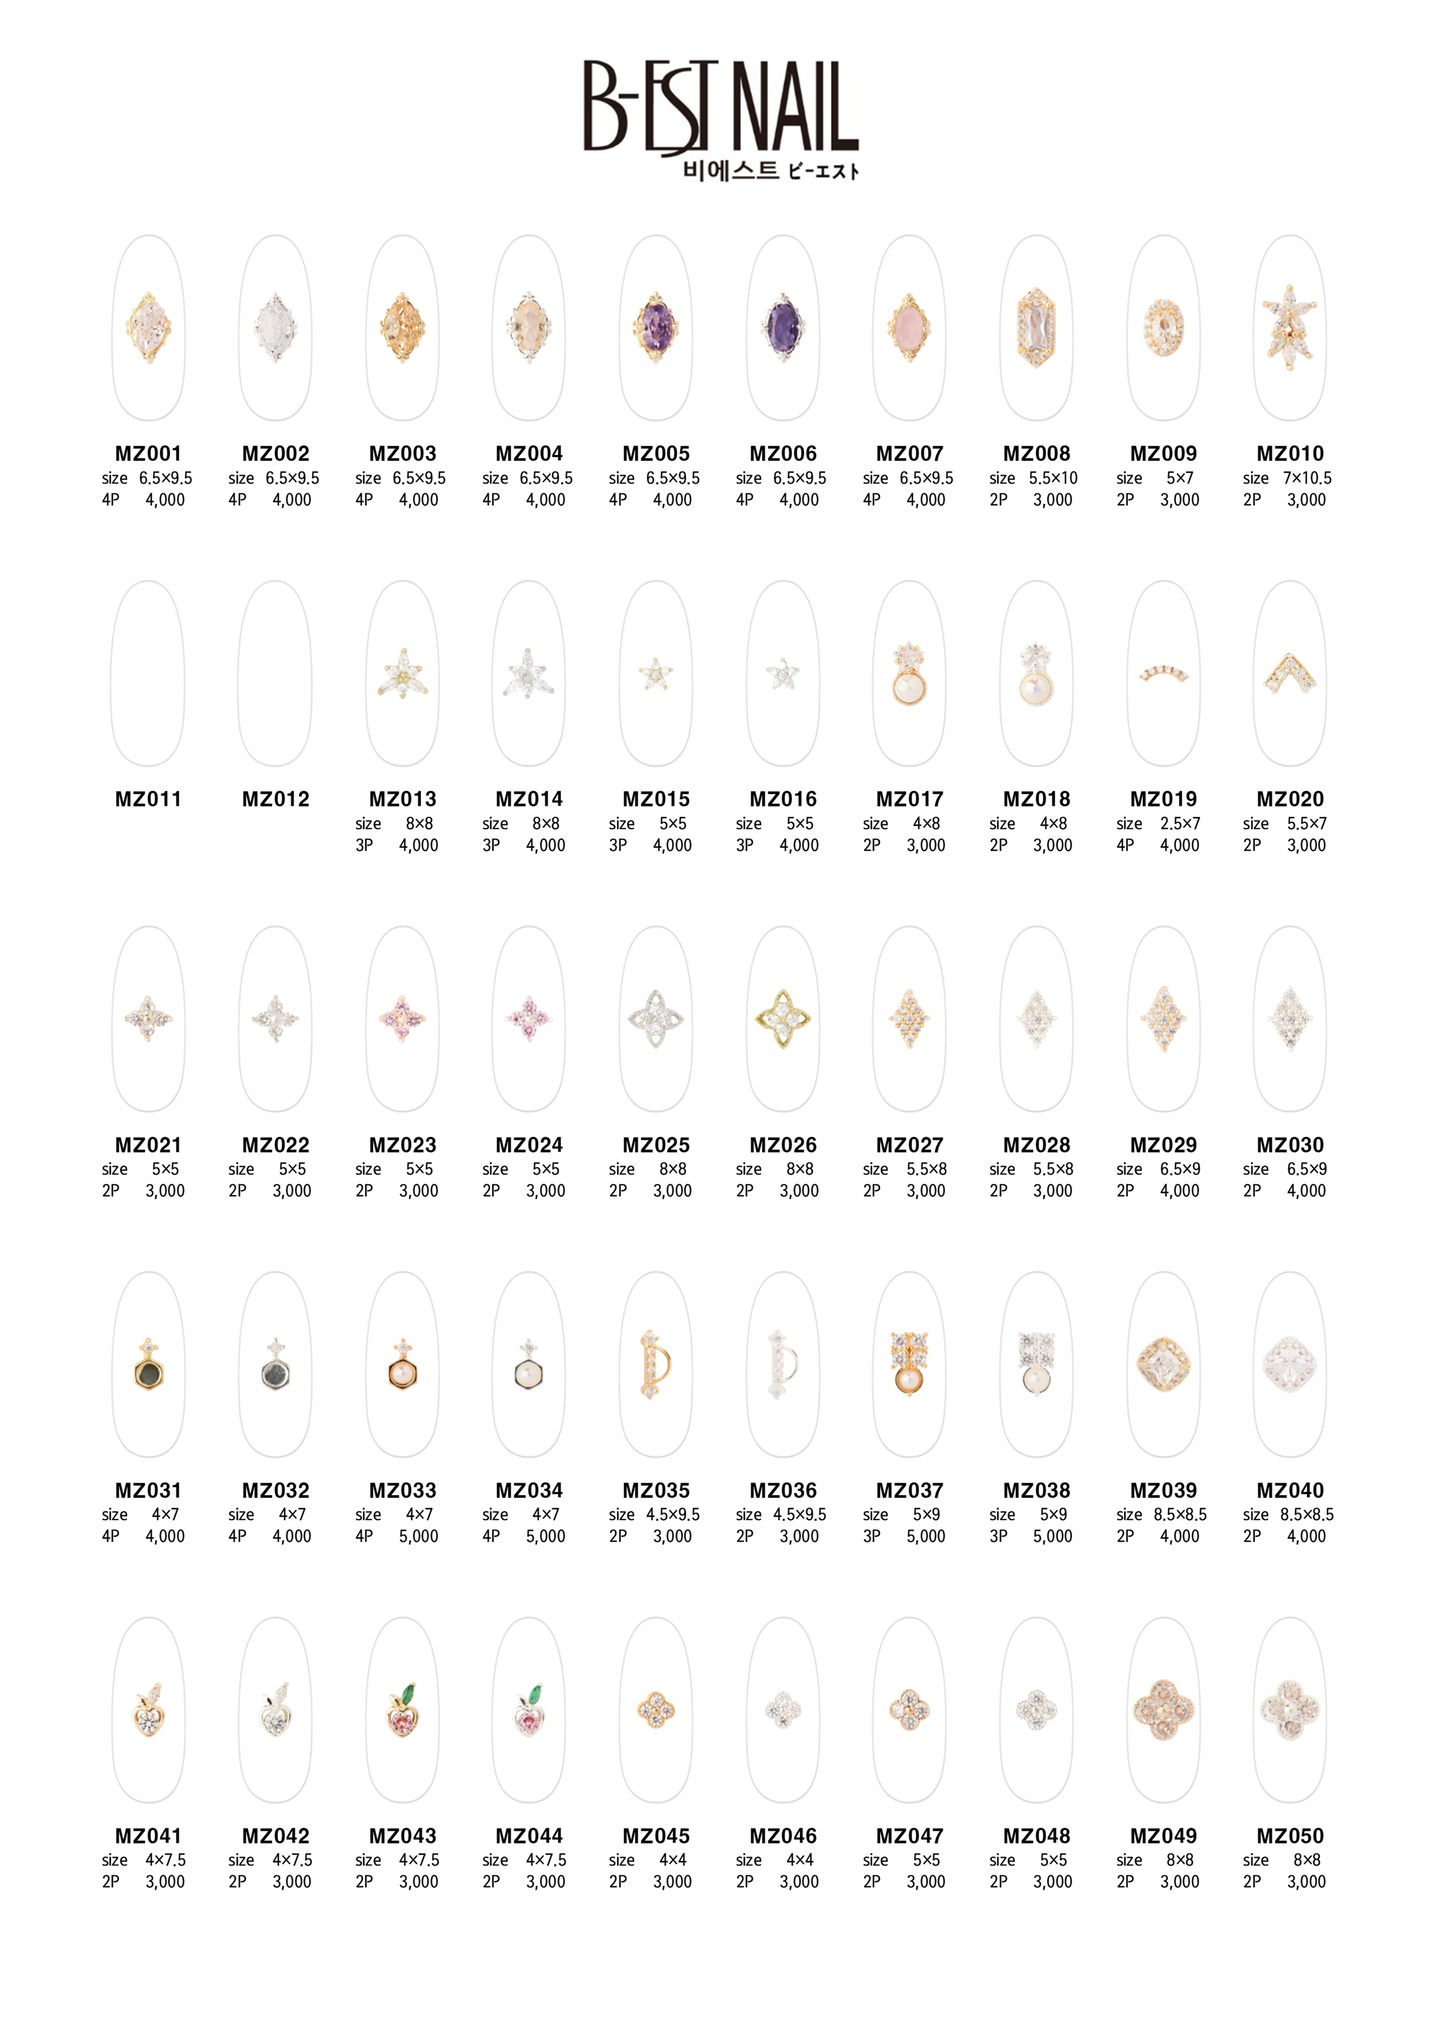 B-EST NAIL
비에스트 ビーエスト
MZ001 MZ002 MZ003 MZ004 MZ005 MZ006 MZ007 MZ008 MZ009 MZ010
size 6.5×9.5 size 6.5×9.5 size 6.5×9.5 size 6.5×9.5 size 6.5×9.5 size 6.5×9.5 size 6.5×9.5 size 5.5×10 size 5×7 size 7×10.5
4P 4,000 4P 4,000 4P 4,000 4P 4,000 4P 4,000 4P 4,000 4P 4,000 2P 3,000 2P 3,000 2P 3,000
MZ011 MZ012 MZ013 MZ014 MZ015 MZ016 MZ017 MZ018 MZ019 MZ020
size 8×8 size 8×8 size 5×5 size 5×5 size 4×8 size 4×8 size 2.5×7 size 5.5×7
3P 4,000 3P 4,000 3P 4,000 3P 4,000 2P 3,000 2P 3,000 4P 4,000 2P 3,000
MZ021 MZ022 MZ023 MZ024 MZ025 MZ026 MZ027 MZ028 MZ029 MZ030
size 5×5 size 5×5 size 5×5 size 5×5 size 8×8 size 8×8 size 5.5×8 size 5.5×8 size 6.5×9 size 6.5×9
2P 3,000 2P 3,000 2P 3,000 2P 3,000 2P 3,000 2P 3,000 2P 3,000 2P 3,000 2P 4,000 2P 4,000
MZ031 MZ032 MZ033 MZ034 MZ035 MZ036 MZ037 MZ038 MZ039 MZ040
size 4×7 size 4×7 size 4×7 size 4×7 size 4.5×9.5 size 4.5×9.5 size 5×9 size 5×9 size 8.5×8.5 size 8.5×8.5
4P 4,000 4P 4,000 4P 5,000 4P 5,000 2P 3,000 2P 3,000 3P 5,000 3P 5,000 2P 4,000 2P 4,000
MZ041 MZ042 MZ043 MZ044 MZ045 MZ046 MZ047 MZ048 MZ049 MZ050
size 4×7.5 size 4×7.5 size 4×7.5 size 4×7.5 size 4×4 size 4×4 size 5×5 size 5×5 size 8×8 size 8×8
2P 3,000 2P 3,000 2P 3,000 2P 3,000 2P 3,000 2P 3,000 2P 3,000 2P 3,000 2P 3,000 2P 3,000